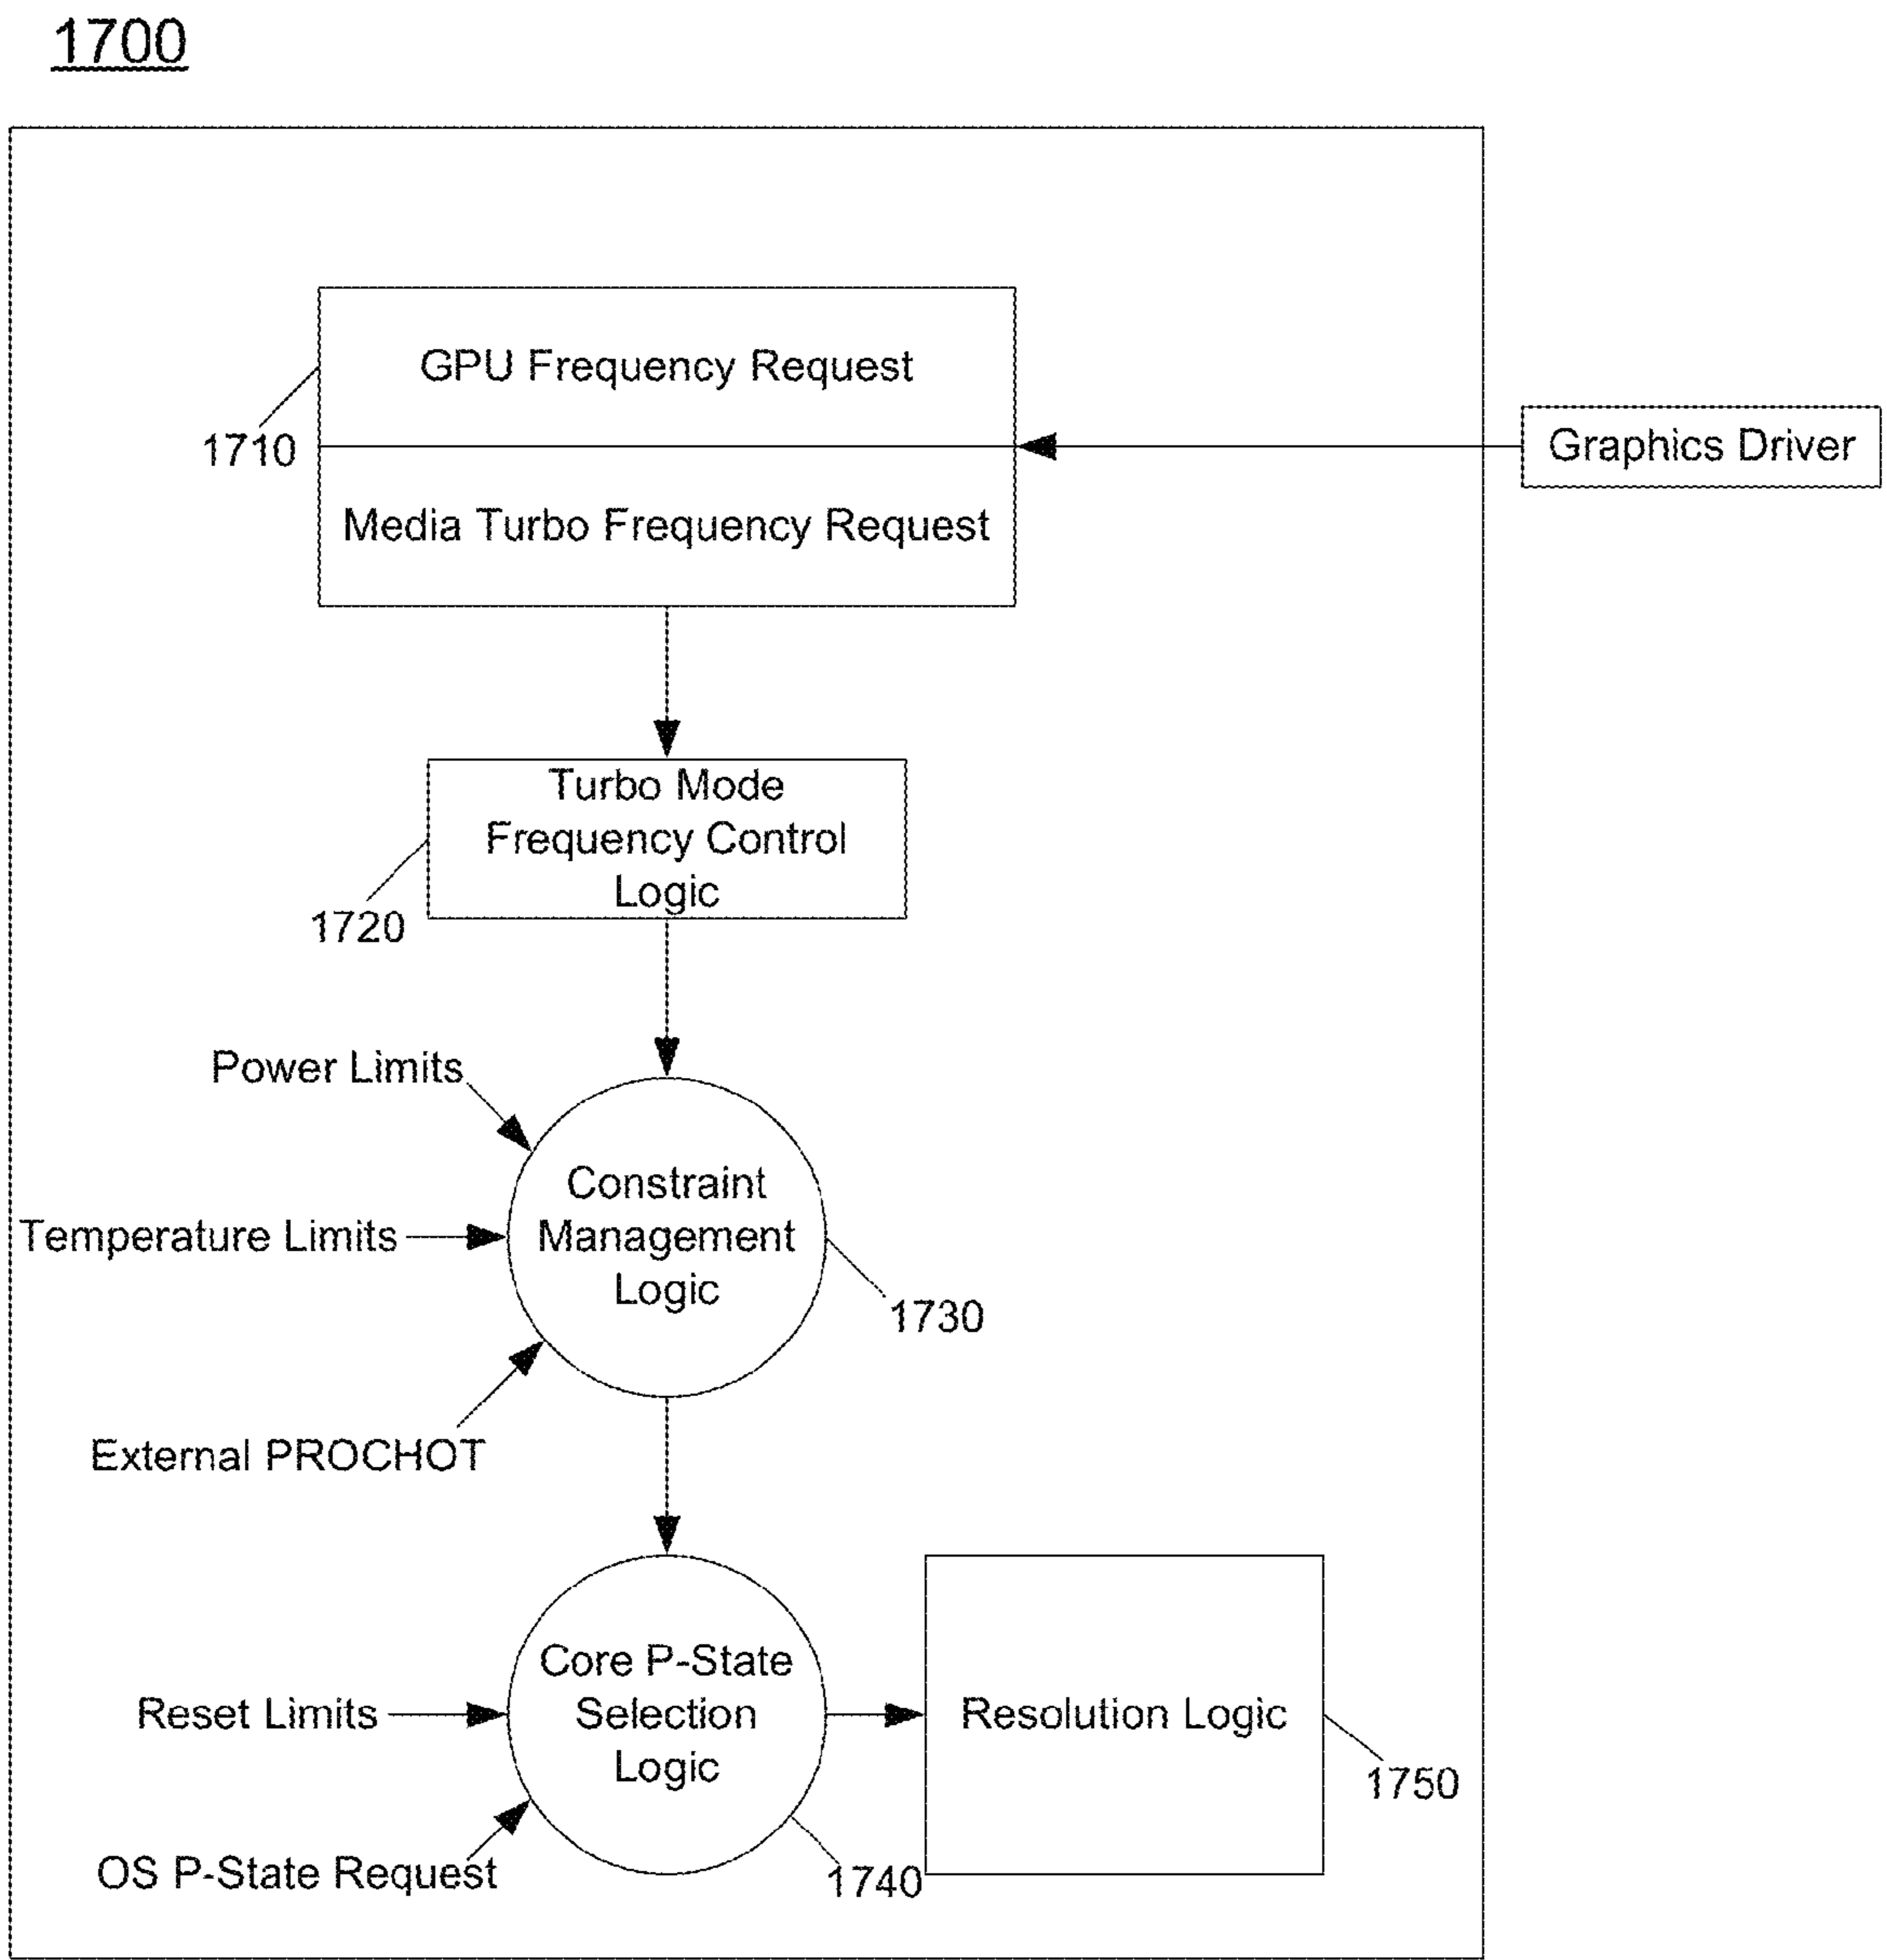 1700
GPU Frequency Request
1710
Graphics Driver
Media Turbo Frequency Request
Turbo Mode
Frequency Control
Logic
1720
Power Limits
Constraint
Management
Logic
Temperature Limits
1730
External PROCHOT
Core P-State
Selection
Logic
Reset Limits
Resolution Logic
1750
OS P-State Request
1740